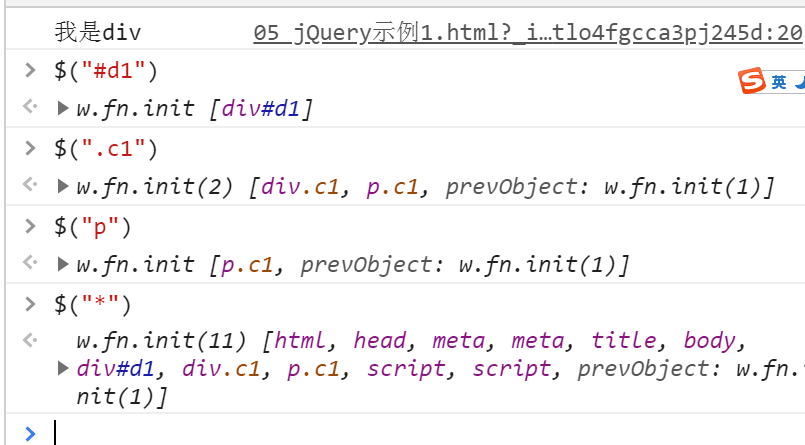 我是div 05 jQuery示例1.html?_i…tlo4fgcca3pj245d:20
> $("#d1")
w.fn.init [div#d1]
> $(".c1")
w.fn.init(2) [div.c1, p.c1, prevObject: w.fn.init(1)]
> $("p")
w.fn.init [p.c1, prevObject: w.fn.init(1)]
> $("*")
w.fn.init(11) [html, head, meta, meta, title, body,
div#d1, div.c1, p.c1, script, script, prevObject: w.fn.i
nit(1)]
>
S 英